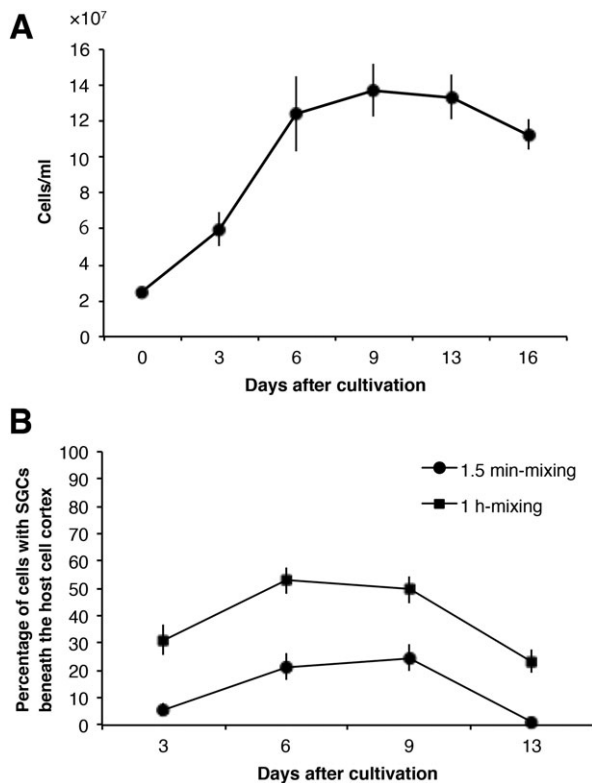 A
×10⁷
16
14
12
10
8
6
4
2
0
Cells/ml
0 3 6 9 13 16
Days after cultivation
B
100
90
80
70
60
50
40
30
20
10
0
Percentage of cells with SGCs
beneath the host cell cortex
1.5 min-mixing
1 h-mixing
3 6 9 13
Days after cultivation